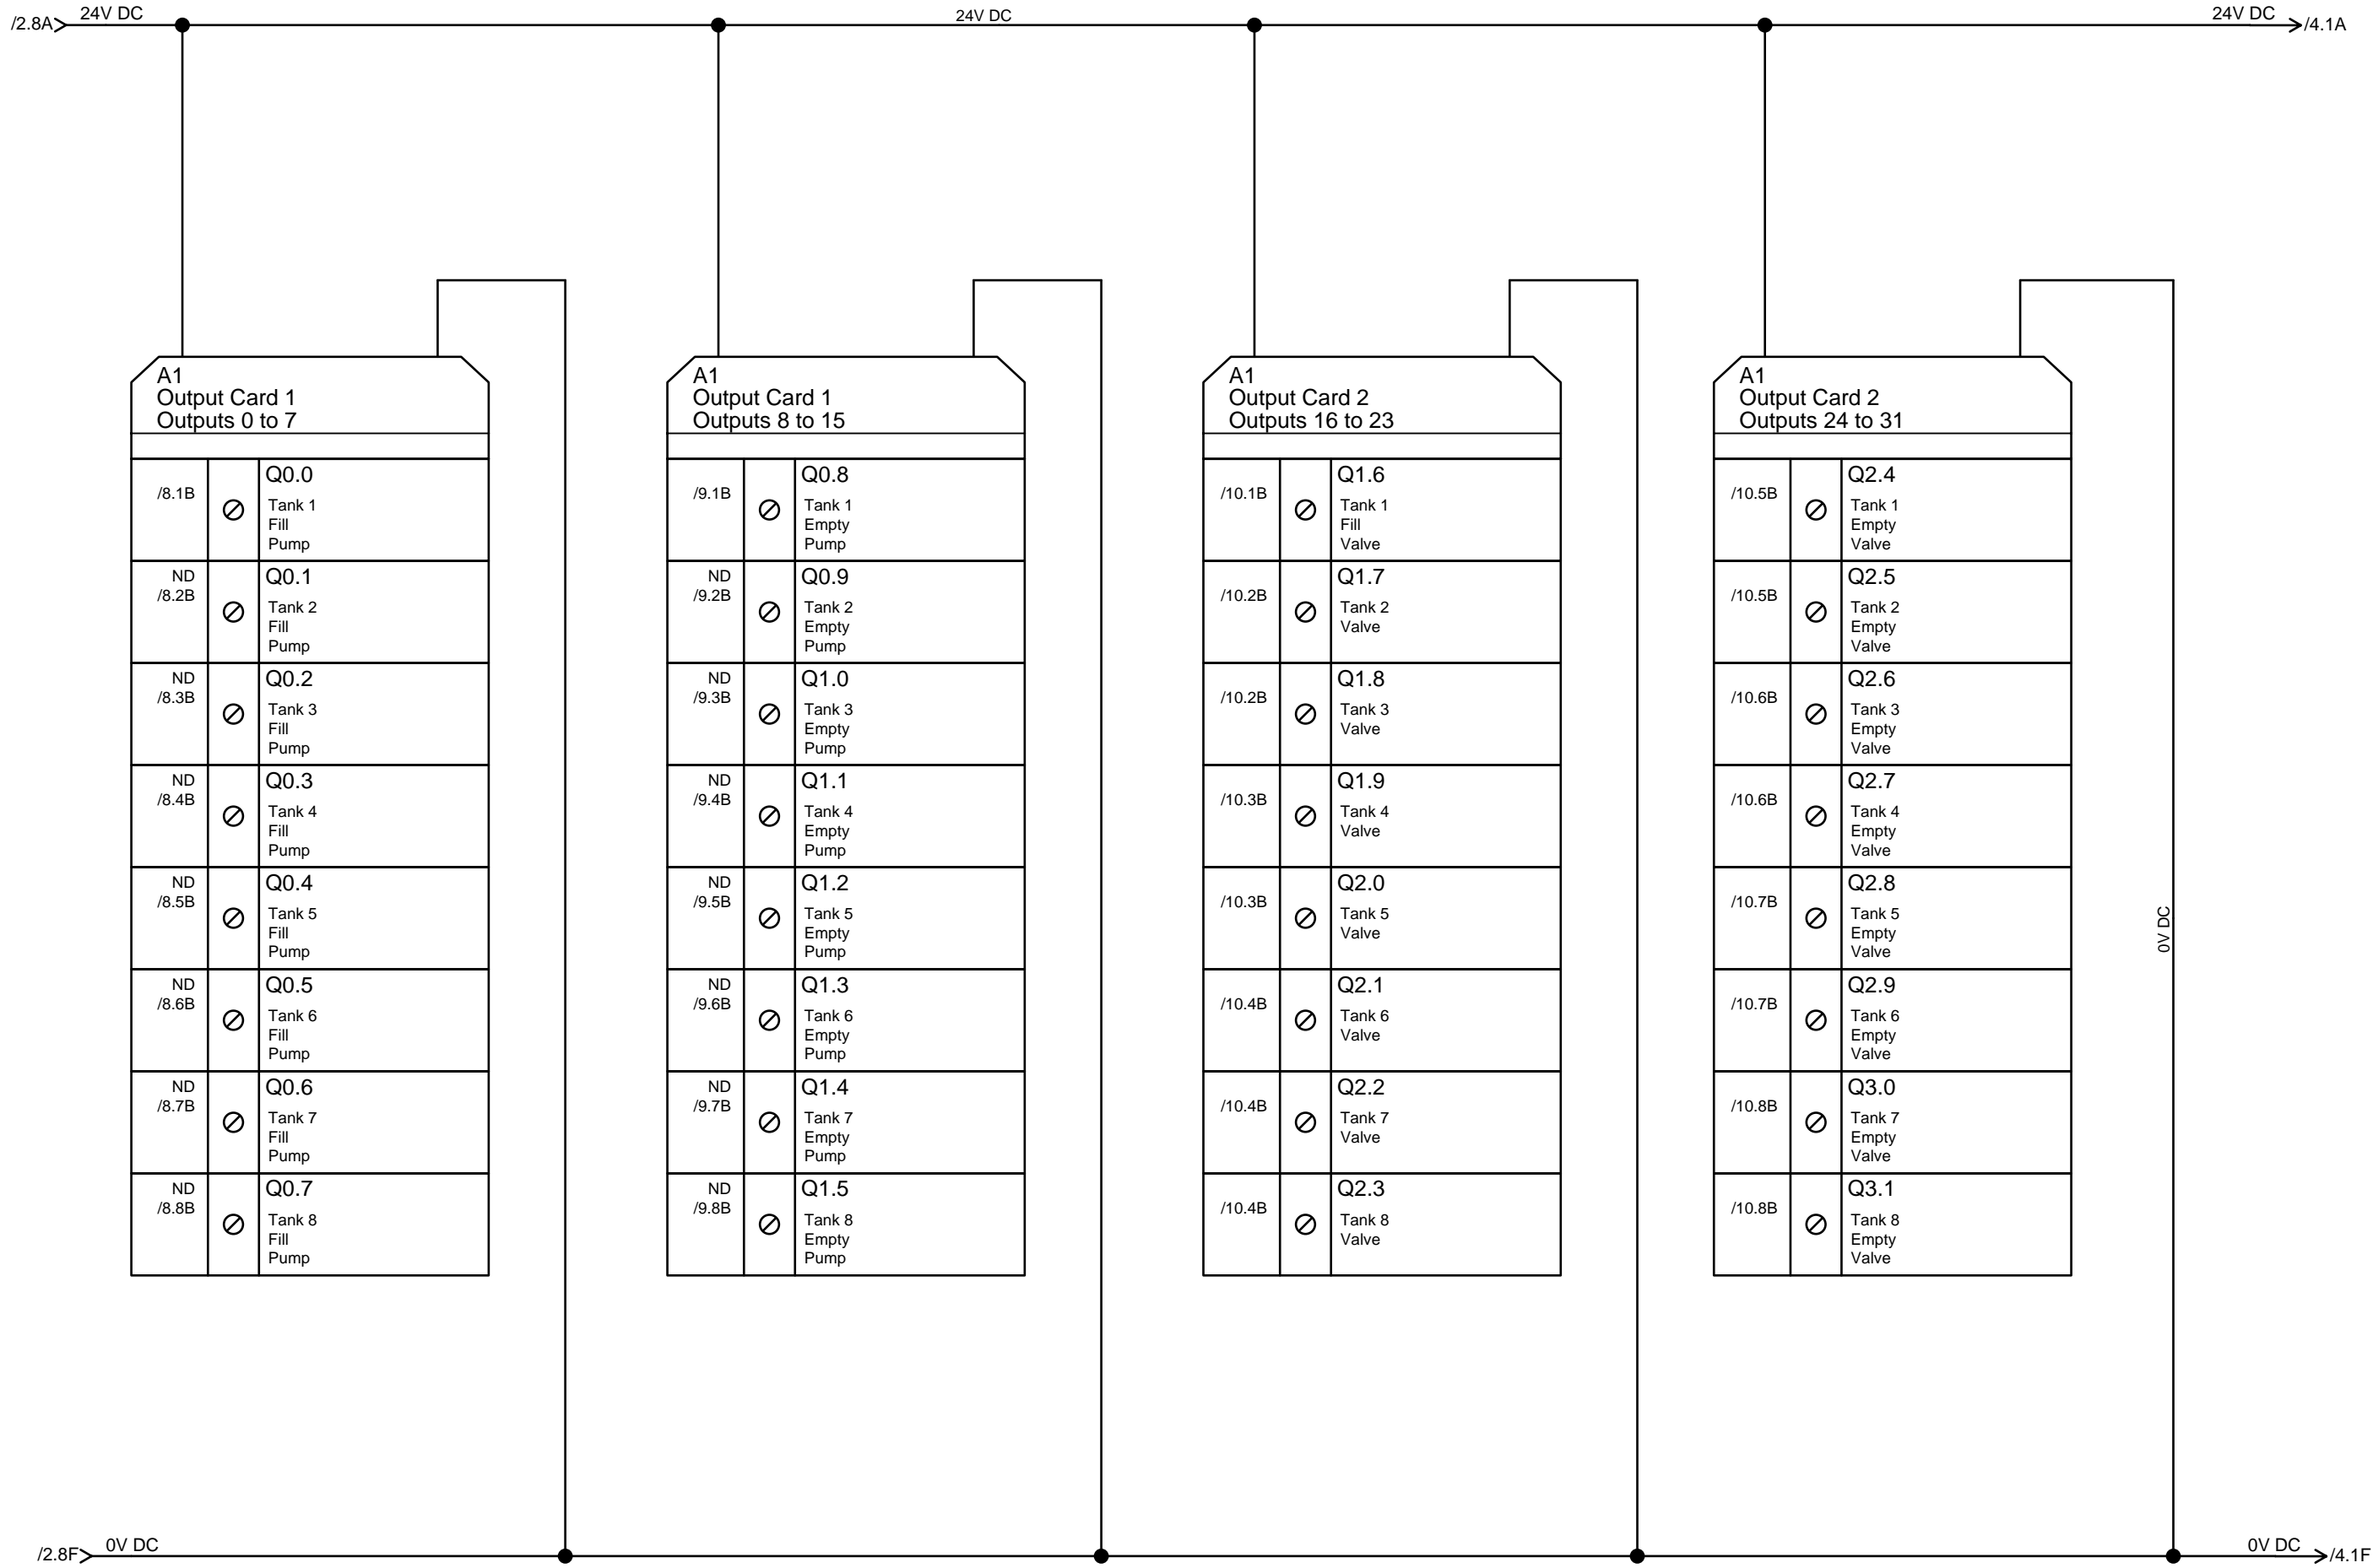 /2.8A 24V DC 24V DC 24V DC /4.1A
A1
Output Card 1
Outputs 0 to 7
Q0.0
/8.1B
Tank 1
Fill
Pump
ND Q0.1
/8.2B
Tank 2
Fill
Pump
ND Q0.2
/8.3B
Tank 3
Fill
Pump
ND Q0.3
/8.4B
Tank 4
Fill
Pump
ND Q0.4
/8.5B
Tank 5
Fill
Pump
ND Q0.5
/8.6B
Tank 6
Fill
Pump
ND Q0.6
/8.7B
Tank 7
Fill
Pump
ND Q0.7
/8.8B
Tank 8
Fill
Pump
A1
Output Card 1
Outputs 8 to 15
Q0.8
/9.1B
Tank 1
Empty
Pump
ND Q0.9
/9.2B
Tank 2
Empty
Pump
ND Q1.0
/9.3B
Tank 3
Empty
Pump
ND Q1.1
/9.4B
Tank 4
Empty
Pump
ND Q1.2
/9.5B
Tank 5
Empty
Pump
ND Q1.3
/9.6B
Tank 6
Empty
Pump
ND Q1.4
/9.7B
Tank 7
Empty
Pump
ND Q1.5
/9.8B
Tank 8
Empty
Pump
A1
Output Card 2
Outputs 16 to 23
Q1.6
/10.1B
Tank 1
Fill
Valve
Q1.7
/10.2B
Tank 2
Valve
Q1.8
/10.2B
Tank 3
Valve
Q1.9
/10.3B
Tank 4
Valve
Q2.0
/10.3B
Tank 5
Valve
Q2.1
/10.4B
Tank 6
Valve
Q2.2
/10.4B
Tank 7
Valve
Q2.3
/10.4B
Tank 8
Valve
A1
Output Card 2
Outputs 24 to 31
Q2.4
/10.5B
Tank 1
Empty
Valve
Q2.5
/10.5B
Tank 2
Empty
Valve
Q2.6
/10.6B
Tank 3
Empty
Valve
Q2.7
/10.6B
Tank 4
Empty
Valve
Q2.8
/10.7B
Tank 5
Empty
Valve
Q2.9
/10.7B
Tank 6
Empty
Valve
Q3.0
/10.8B
Tank 7
Empty
Valve
Q3.1
/10.8B
Tank 8
Empty
Valve
0V DC
/2.8F 0V DC 0V DC /4.1F